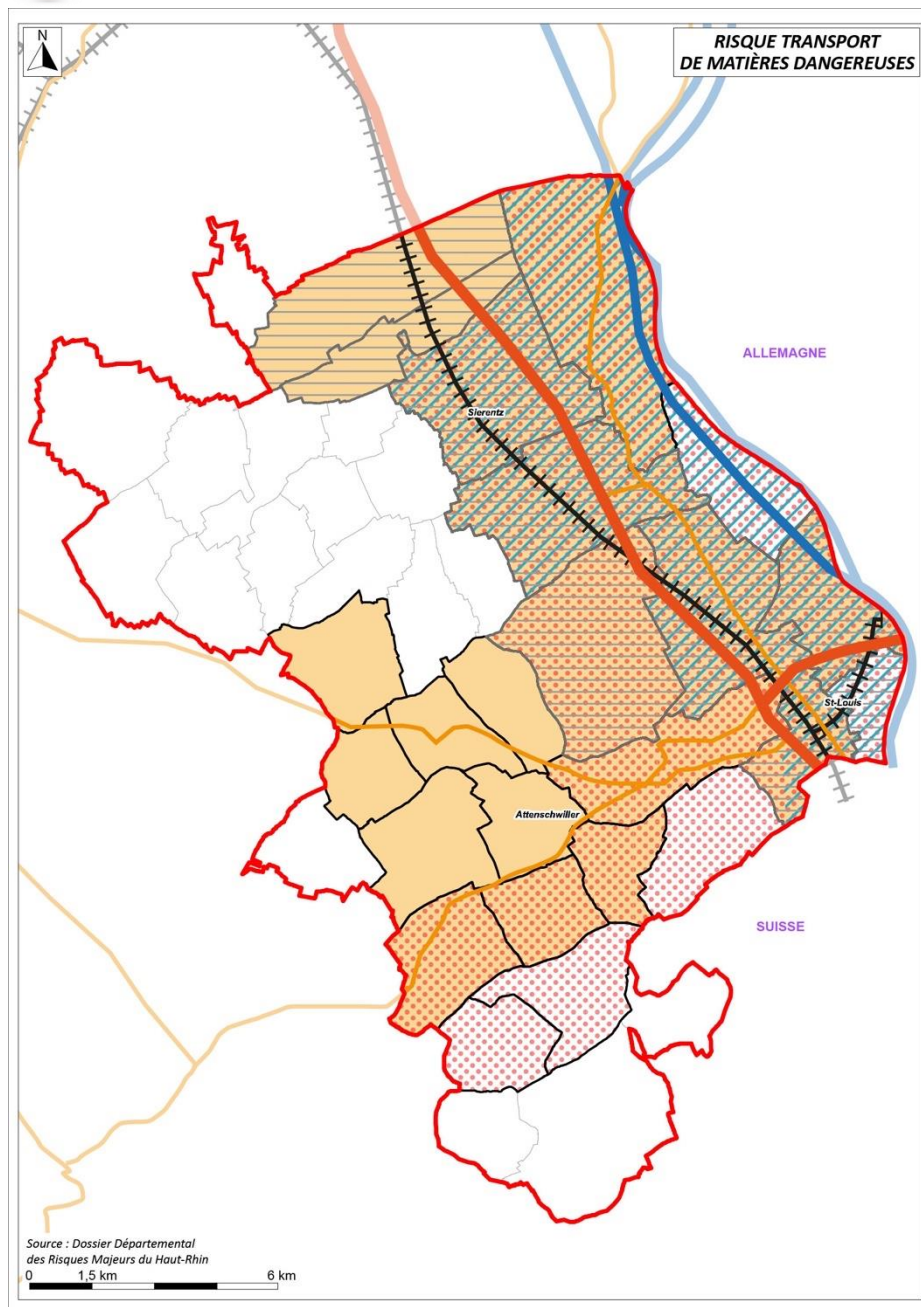 N
RISQUE TRANSPORT
DE MATIÈRES DANGEREUSES
ALLEMAGNE
Sierentz
St-Louis
Attenschwiller
SUISSE
Source : Dossier Départemental
des Risques Majeurs du Haut-Rhin
0 1,5 km 6 km